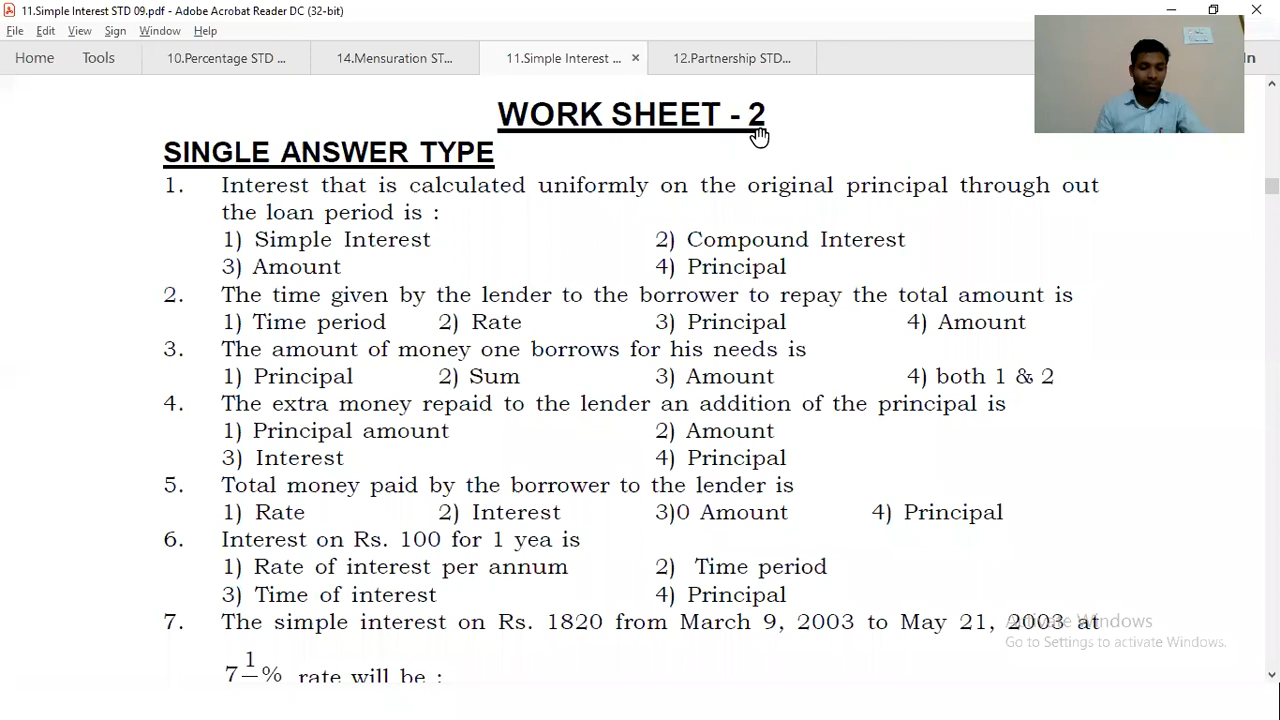 11.Simple Interest STD 09.pdf - Adobe Acrobat Reader DC (32-bit)
File Edit View Sign Window Help
Home Tools 10.Percentage STD ... 14.Mensuration ST... 11.Simple Interest ... × 12.Partnership STD... In
WORK SHEET - 2
SINGLE ANSWER TYPE
1. Interest that is calculated uniformly on the original principal through out
the loan period is :
1) Simple Interest 2) Compound Interest
3) Amount 4) Principal
2. The time given by the lender to the borrower to repay the total amount is
1) Time period 2) Rate 3) Principal 4) Amount
3. The amount of money one borrows for his needs is
1) Principal 2) Sum 3) Amount 4) both 1 & 2
4. The extra money repaid to the lender an addition of the principal is
1) Principal amount 2) Amount
3) Interest 4) Principal
5. Total money paid by the borrower to the lender is
1) Rate 2) Interest 3)0 Amount 4) Principal
6. Interest on Rs. 100 for 1 yea is
1) Rate of interest per annum 2) Time period
3) Time of interest 4) Principal
7. The simple interest on Rs. 1820 from March 9, 2003 to May 21, 2003 at
7 1 % rate will be :
Activate Windows
Go to Settings to activate Windows.